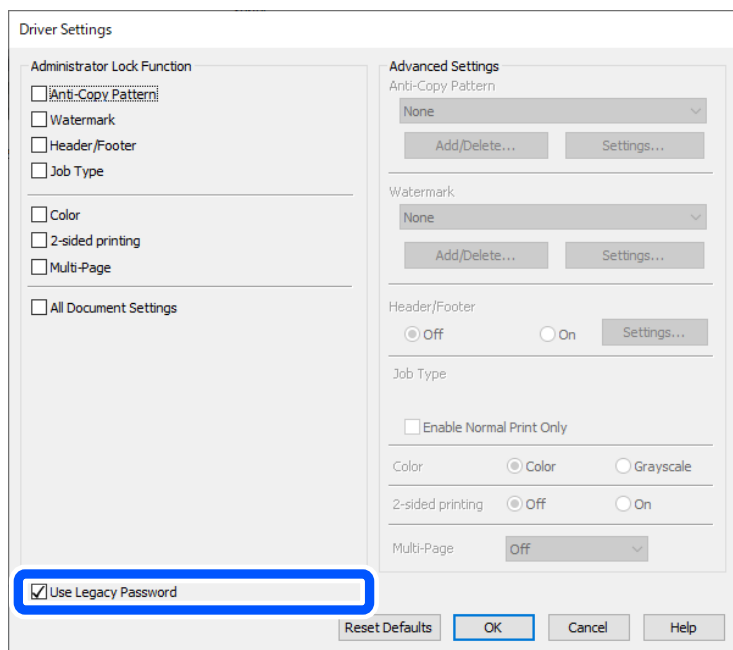 Driver Settings
Administrator Lock Function
Anti-Copy Pattern
Watermark
Header/Footer
Job Type
Color
2-sided printing
Multi-Page
All Document Settings
Use Legacy Password
Advanced Settings
Anti-Copy Pattern
None
Add/Delete... Settings...
Watermark
None
Add/Delete... Settings...
Header/Footer
Off On Settings...
Job Type
Enable Normal Print Only
Color Color Grayscale
2-sided printing Off On
Multi-Page Off
Reset Defaults OK Cancel Help